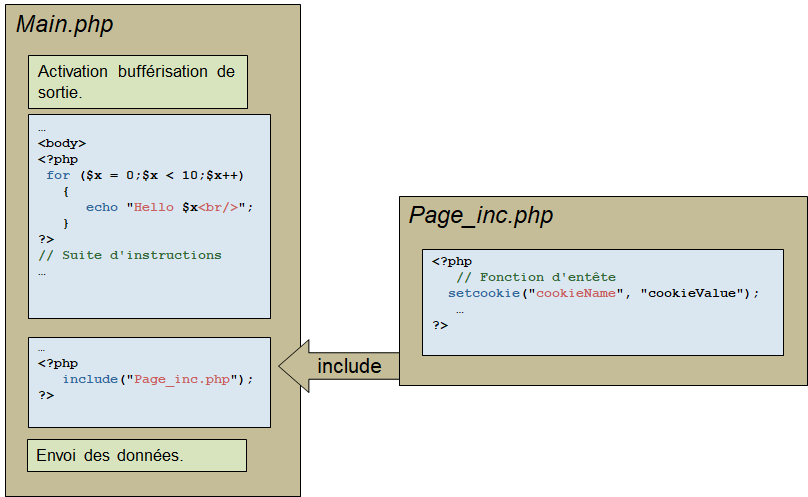 Main.php
Activation bufférisation de
sortie.
…
<body>
<?php
for ($x = 0;$x < 10;$x++)
{
echo "Hello $x<br/>";
}
?>
// Suite d'instructions
…
…
<?php
include("Page_inc.php");
?>
Envoi des données.
include
Page_inc.php
<?php
// Fonction d'entête
setcookie("cookieName", "cookieValue");
…
?>